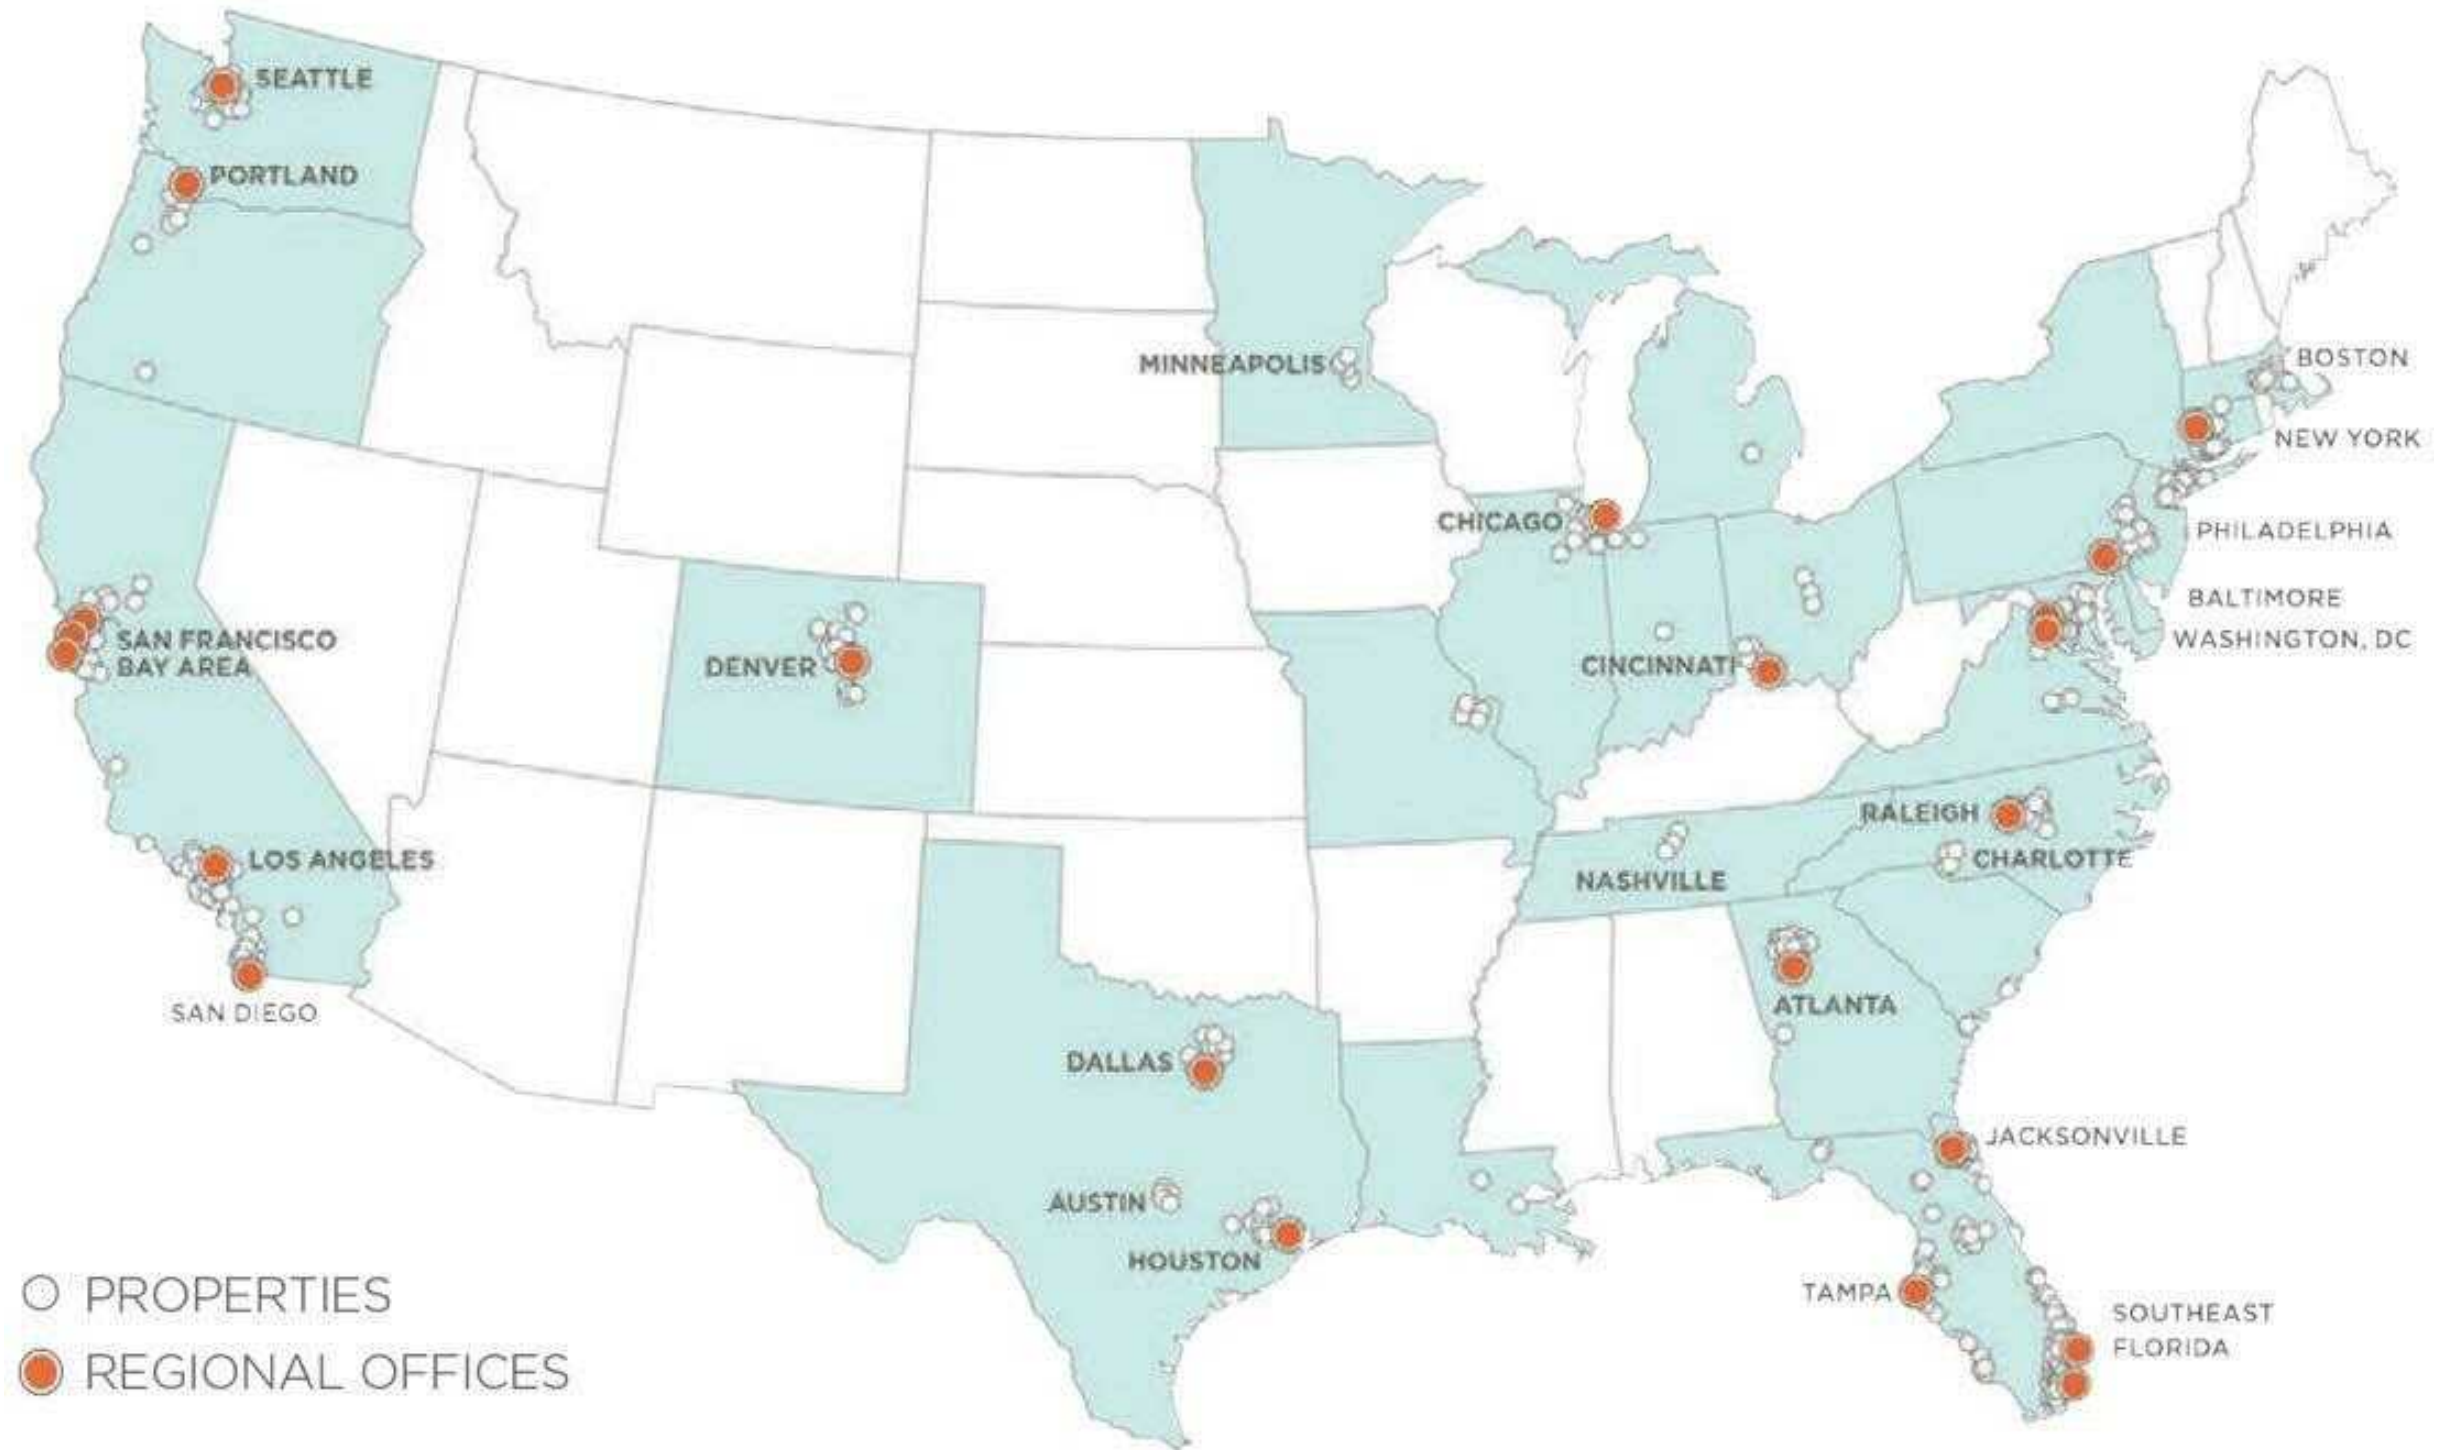 SEATTLE
PORTLAND
MINNEAPOLIS
BOSTON
NEW YORK
CHICAGO
PHILADELPHIA
BALTIMORE
WASHINGTON, DC
SAN FRANCISCO
BAY AREA
DENVER
CINCINNATI
RALEIGH
CHARLOTTE
LOS ANGELES
NASHVILLE
SAN DIEGO
ATLANTA
DALLAS
JACKSONVILLE
AUSTIN
HOUSTON
TAMPA
SOUTHEAST
FLORIDA
PROPERTIES
REGIONAL OFFICES